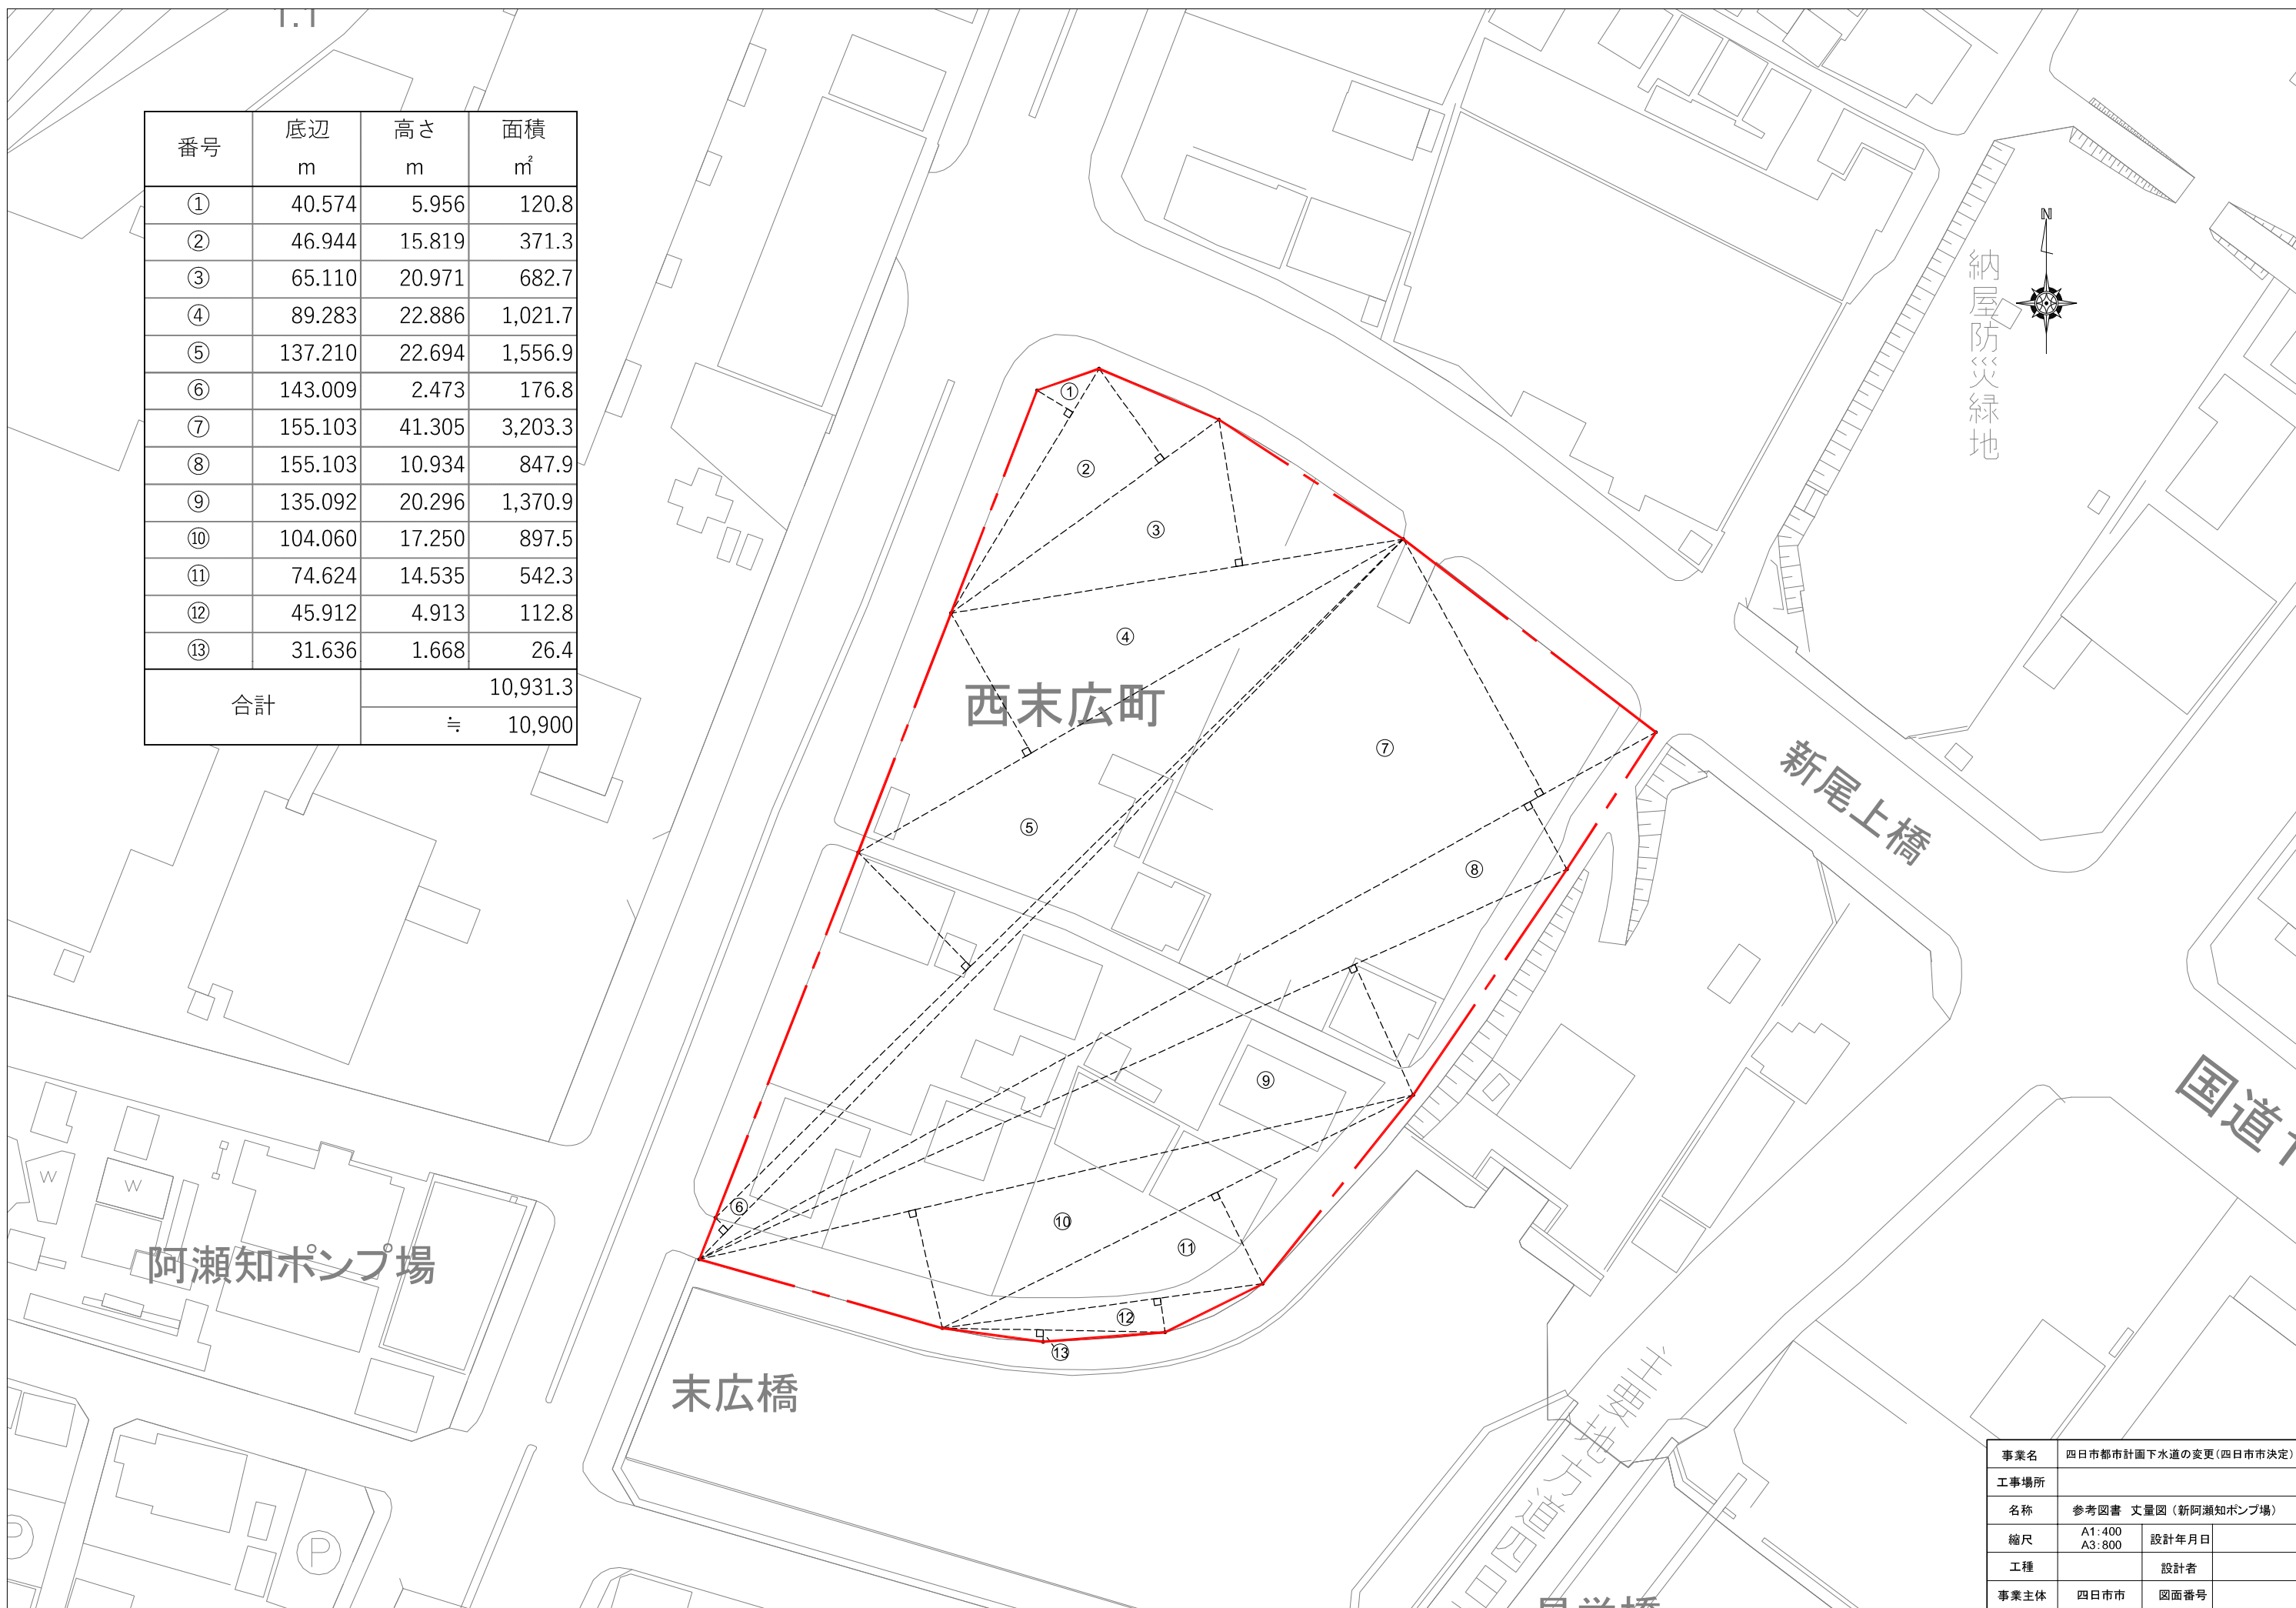 1.1
番号 底辺 高さ 面積
m m ㎡
① 40.574 5.956 120.8
② 46.944 15.819 371.3
③ 65.110 20.971 682.7
④ 89.283 22.886 1,021.7
⑤ 137.210 22.694 1,556.9
⑥ 143.009 2.473 176.8
⑦ 155.103 41.305 3,203.3
⑧ 155.103 10.934 847.9
⑨ 135.092 20.296 1,370.9
⑩ 104.060 17.250 897.5
⑪ 74.624 14.535 542.3
⑫ 45.912 4.913 112.8
⑬ 31.636 1.668 26.4
合計 10,931.3
≒ 10,900
N
納屋防災緑地
①
②
③
④
西末広町
⑦
新尾上橋
⑤
⑧
⑨
国道
W
W
⑥
⑩
⑪
阿瀬知ポンプ場
⑫
⑬
末広橋
P
P
事業名 四日市都市計画下水道の変更(四日市市決定)
工事場所
名称 参考図書 丈量図(新阿瀬知ポンプ場)
縮尺 A1:400 設計年月日
A3:800
工種 設計者
事業主体 四日市市 図面番号